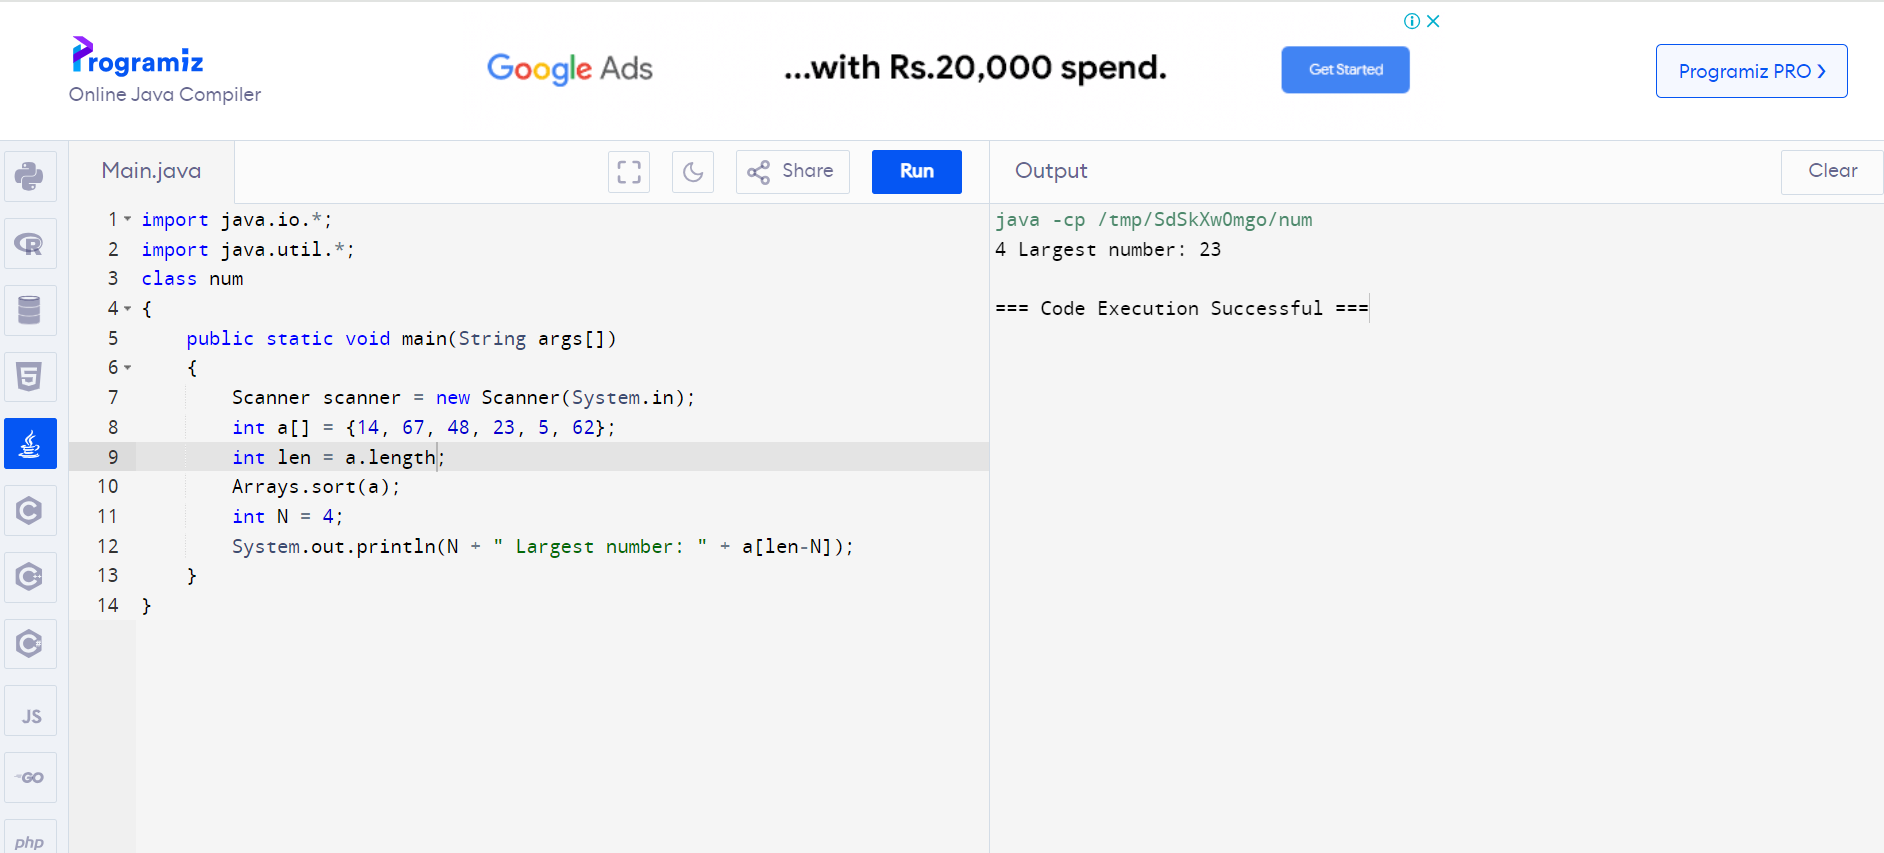 Programiz
Online Java Compiler
Google Ads
...with Rs.20,000 spend.
Get Started
Programiz PRO ›
Main.java
Share
Run
Output
Clear
1 import java.io.*;
2 import java.util.*;
3 class num
4 {
5     public static void main(String args[])
6     {
7         Scanner scanner = new Scanner(System.in);
8         int a[] = {14, 67, 48, 23, 5, 62};
9         int len = a.length;
10         Arrays.sort(a);
11         int N = 4;
12         System.out.println(N + " Largest number: " + a[len-N]);
13     }
14 }
java -cp /tmp/SdSkXw0mgo/num
4 Largest number: 23
=== Code Execution Successful ===
R
5
C
C++
C#
JS
GO
php